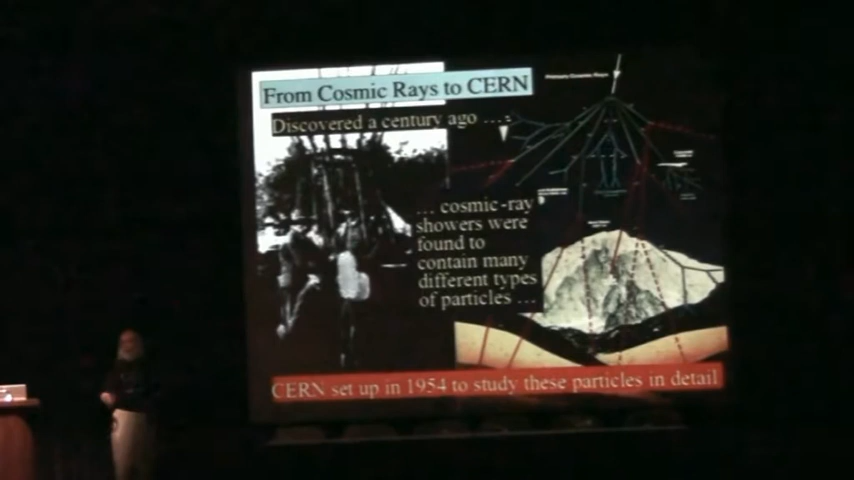 From Cosmic Rays to CERN
Discovered a century ago ...
... cosmic-ray
showers were
found to
contain many
different types
of particles ...
CERN set up in 1954 to study these particles in detail